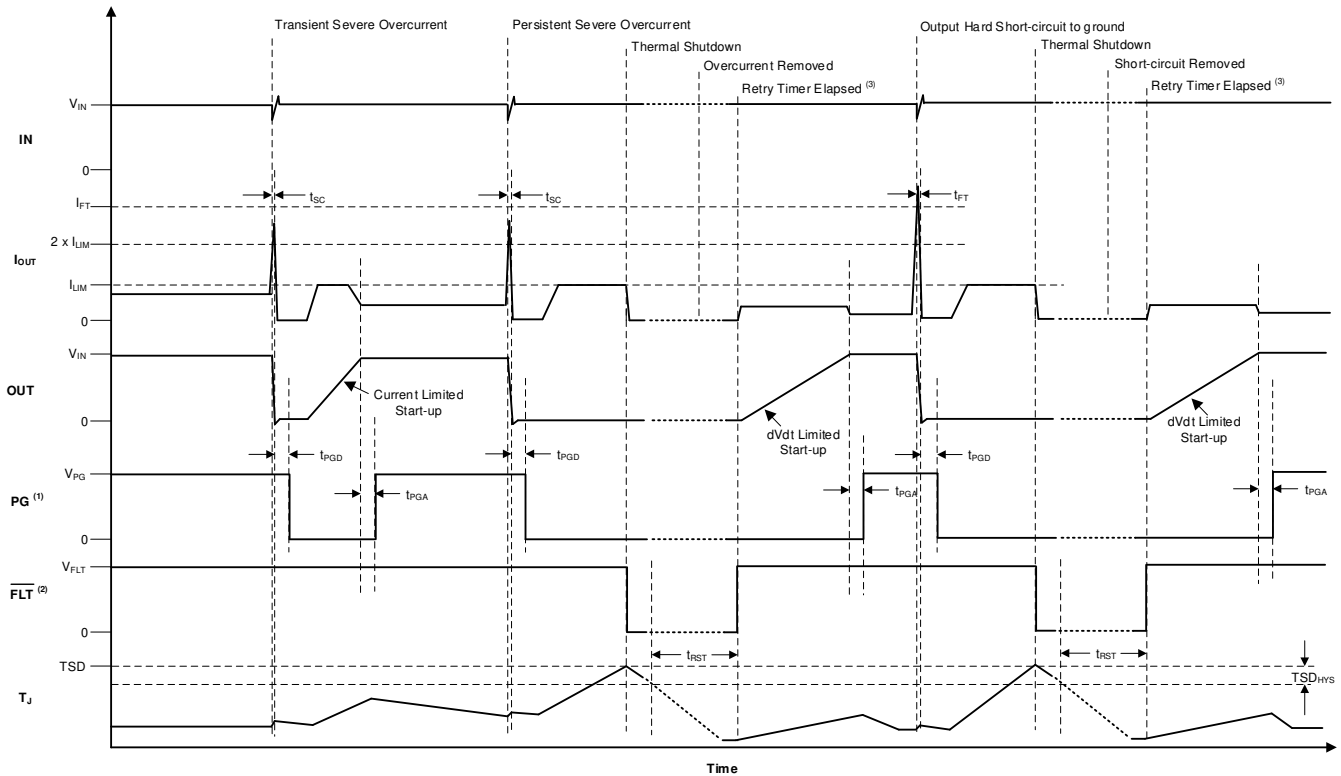 Transient Severe Overcurrent
Persistent Severe Overcurrent
Output Hard Short-circuit to ground
Thermal Shutdown
Thermal Shutdown
Overcurrent Removed
Short-circuit Removed
Retry Timer Elapsed (3)
Retry Timer Elapsed (3)
VIN
IN
0
tSC
tSC
tFT
IFT
2 x ILIM
IOUT
ILIM
0
VIN
OUT
Current Limited
Start-up
dVdt Limited
Start-up
dVdt Limited
Start-up
0
tPGD
tPGD
tPGD
VPG
PG (1)
tPGA
tPGA
tPGA
0
VFLT
FLT (2)
0
TSD
tRST
tRST
TSDHYS
TJ
Time